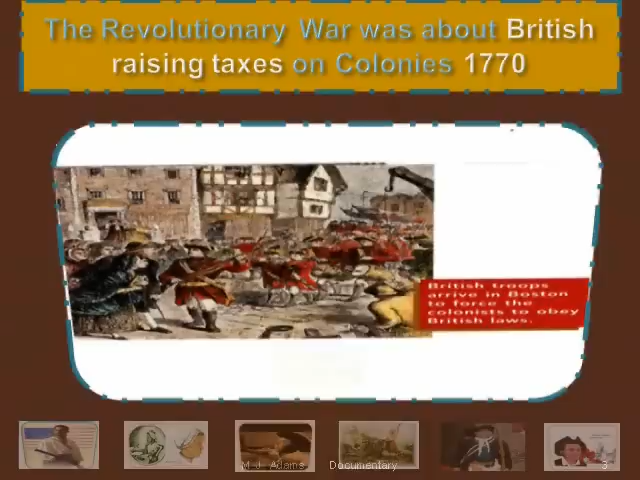 The Revolutionary War was about British
raising taxes on Colonies 1770
British troops
arrive in Boston
to force the
colonists to obey
British laws.
M.J. Adams Documentary 3